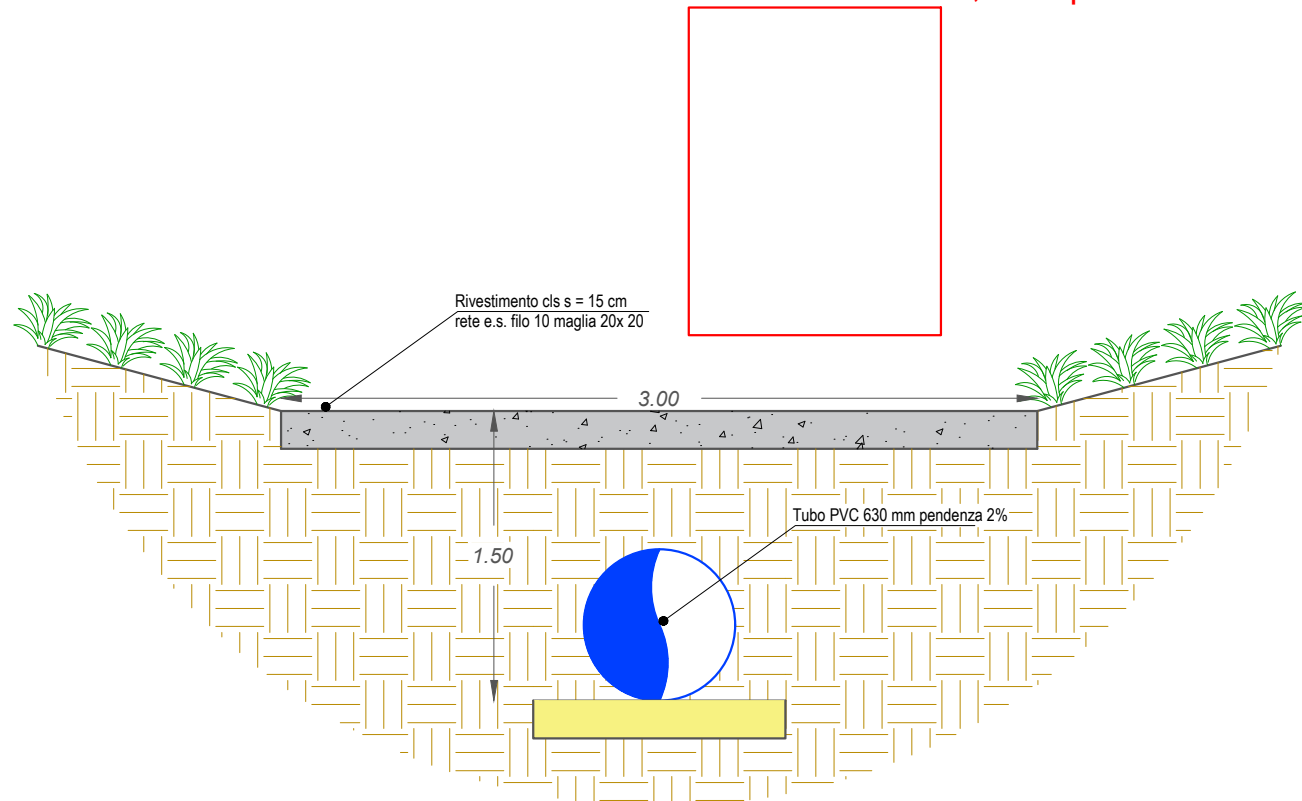 Rivestimento cls s = 15 cm
rete e.s. filo 10 maglia 20x 20
3.00
Tubo PVC 630 mm pendenza 2%
1.50